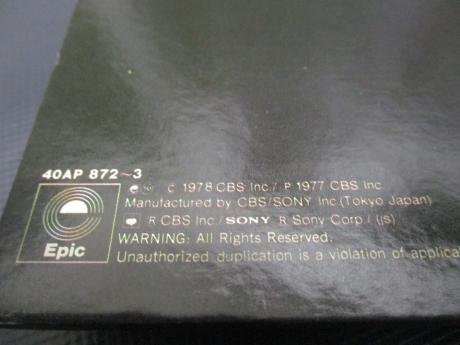 40AP 872~3
C 1978 CBS Inc./ P 1977 CBS Inc
Manufactured by CBS/SONY Inc (Tokyo Japan)
R CBS Inc./ SONY R Sony Corp./ (js)
Epic
WARNING: All Rights Reserved.
Unauthorized duplication is a violation of applica